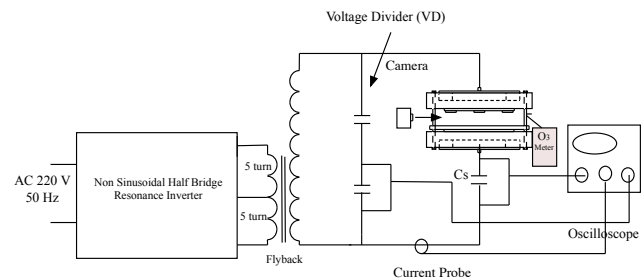 Voltage Divider (VD)
Camera
O3
Meter
AC 220 V
50 Hz
Non Sinusoidal Half Bridge
Resonance Inverter
5 turn
5 turn
Cs
Flyback
Oscilloscope
Current Probe